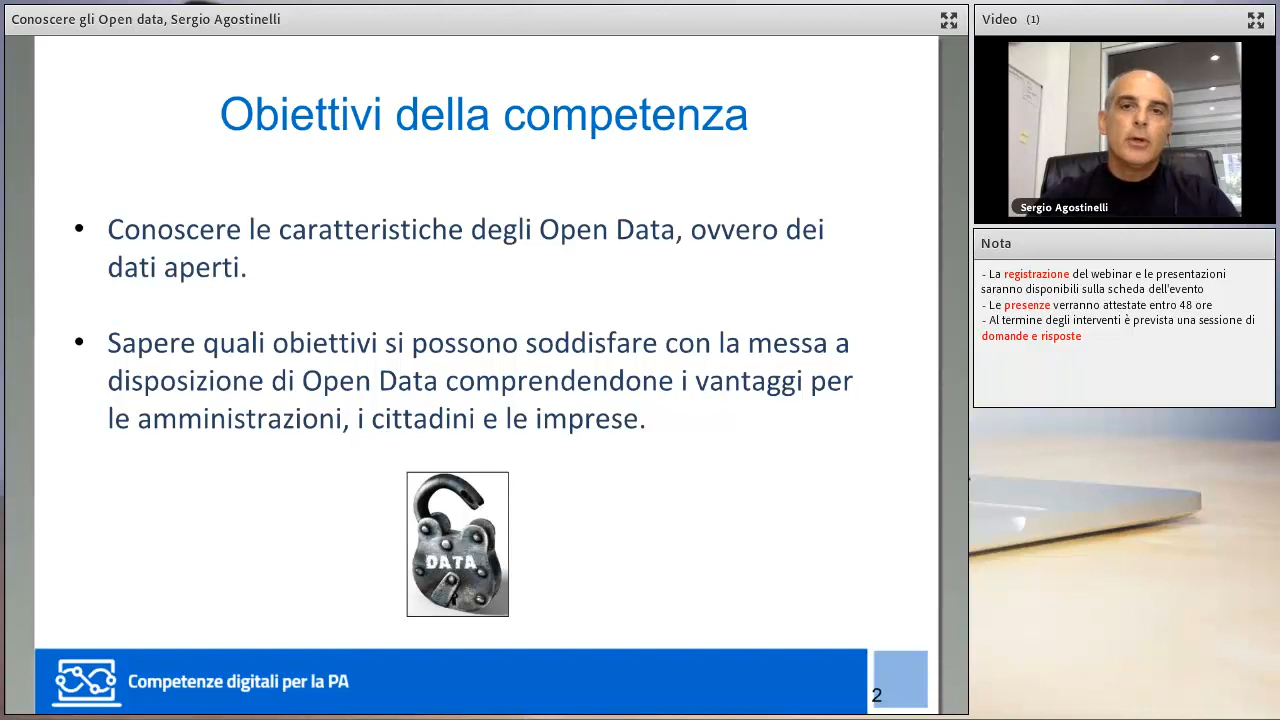 Conoscere gli Open data, Sergio Agostinelli
Obiettivi della competenza
• Conoscere le caratteristiche degli Open Data, ovvero dei
dati aperti.
• Sapere quali obiettivi si possono soddisfare con la messa a
disposizione di Open Data comprendendone i vantaggi per
le amministrazioni, i cittadini e le imprese.
DATA
Competenze digitali per la PA
2
Video (1)
Sergio Agostinelli
Nota
- La registrazione del webinar e le presentazioni
saranno disponibili sulla scheda dell'evento
- Le presenze verranno attestate entro 48 ore
- Al termine degli interventi è prevista una sessione di
domande e risposte